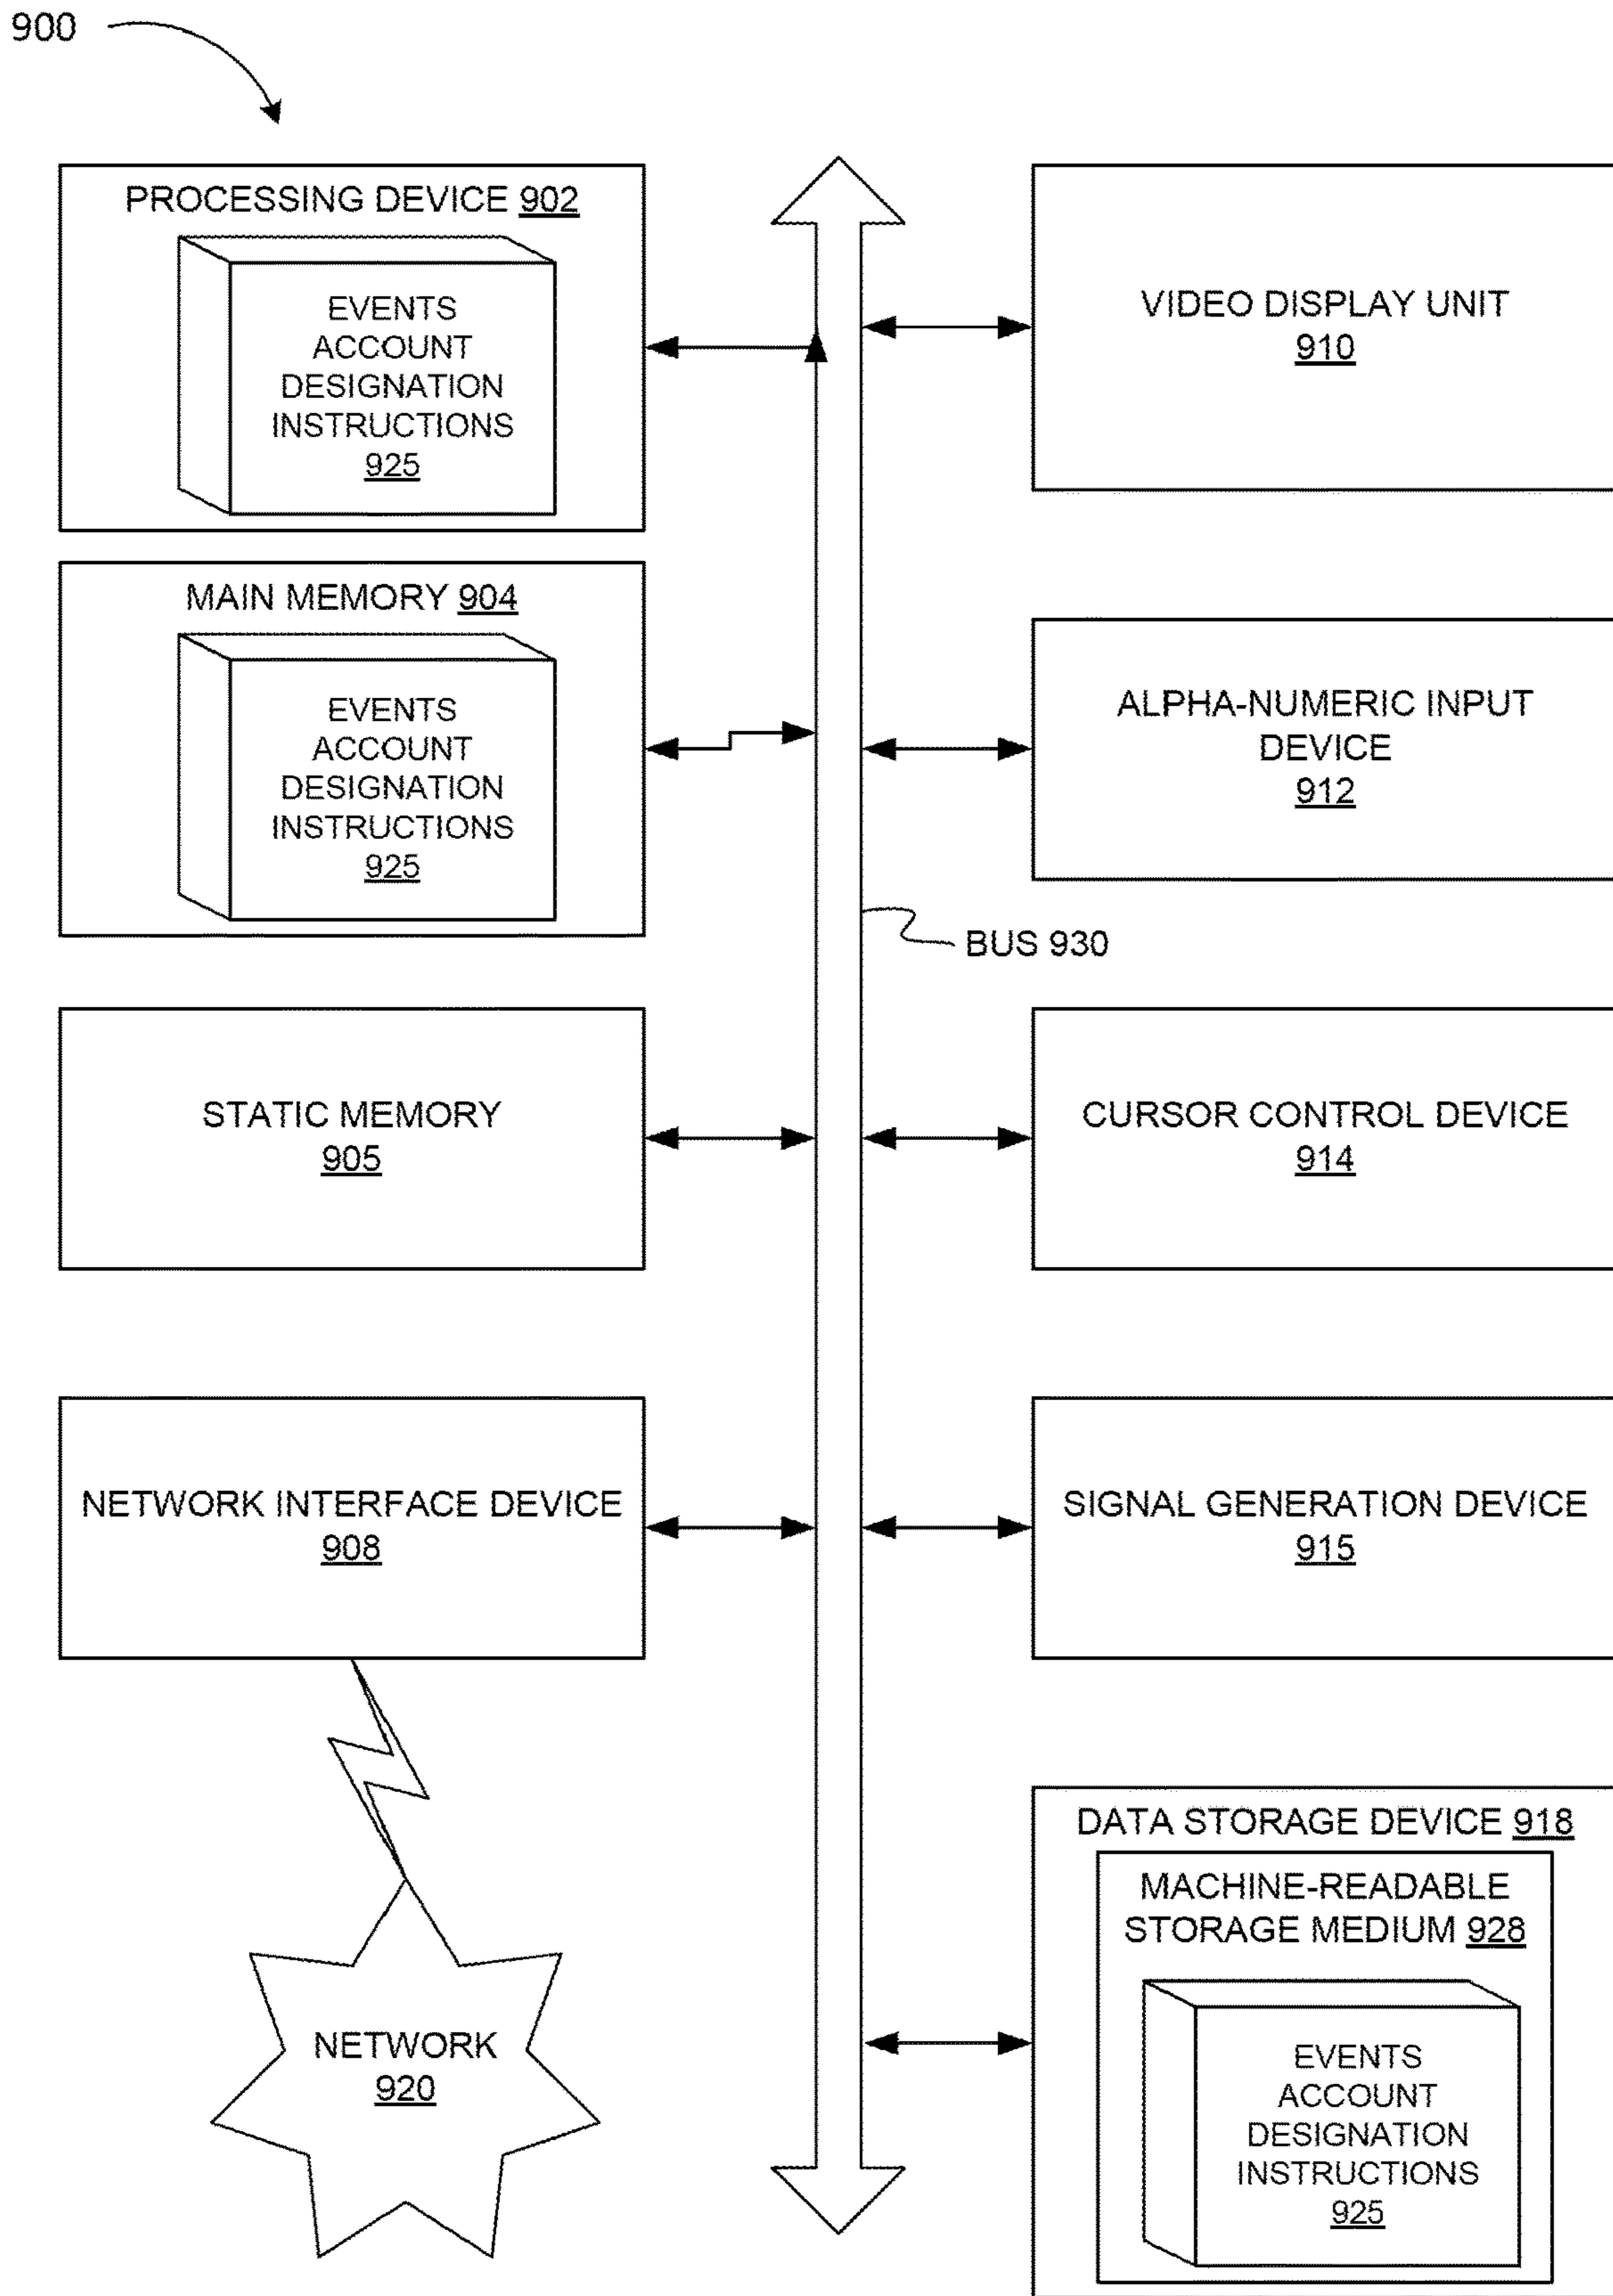 900
PROCESSING DEVICE 902
EVENTS
ACCOUNT
DESIGNATION
INSTRUCTIONS
925
MAIN MEMORY 904
EVENTS
ACCOUNT
DESIGNATION
INSTRUCTIONS
925
STATIC MEMORY
905
NETWORK INTERFACE DEVICE
908
NETWORK
920
BUS 930
VIDEO DISPLAY UNIT
910
ALPHA-NUMERIC INPUT
DEVICE
912
CURSOR CONTROL DEVICE
914
SIGNAL GENERATION DEVICE
915
DATA STORAGE DEVICE 918
MACHINE-READABLE
STORAGE MEDIUM 928
EVENTS
ACCOUNT
DESIGNATION
INSTRUCTIONS
925